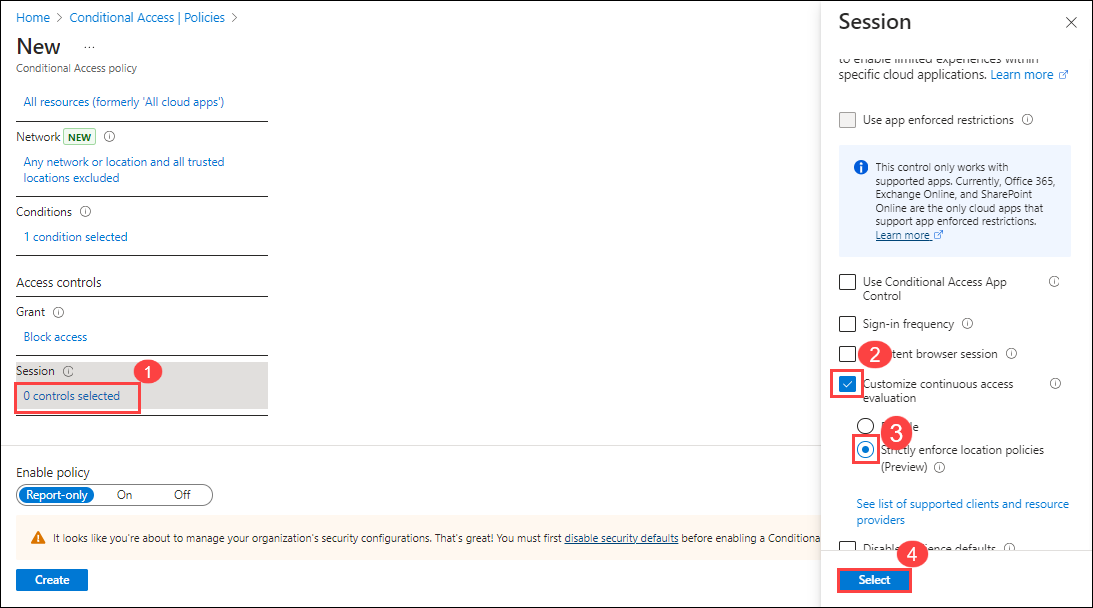 Home > Conditional Access | Policies >
New ...
Conditional Access policy
All resources (formerly 'All cloud apps')
Network NEW
Any network or location and all trusted
locations excluded
Conditions
1 condition selected
Access controls
Grant
Block access
Session
1
0 controls selected
Enable policy
Report-only On Off
It looks like you're about to manage your organization's security configurations. That's great! You must first disable security defaults before enabling a Conditiona
Create
Session
to enable limited experiences within
specific cloud applications. Learn more
Use app enforced restrictions
This control only works with
supported apps. Currently, Office 365,
Exchange Online, and SharePoint
Online are the only cloud apps that
support app enforced restrictions.
Learn more
Use Conditional Access App
Control
Sign-in frequency
2
browser session
Customize continuous access
evaluation
3
Strictly enforce location policies
(Preview)
See list of supported clients and resource
providers
defaults
4
Select